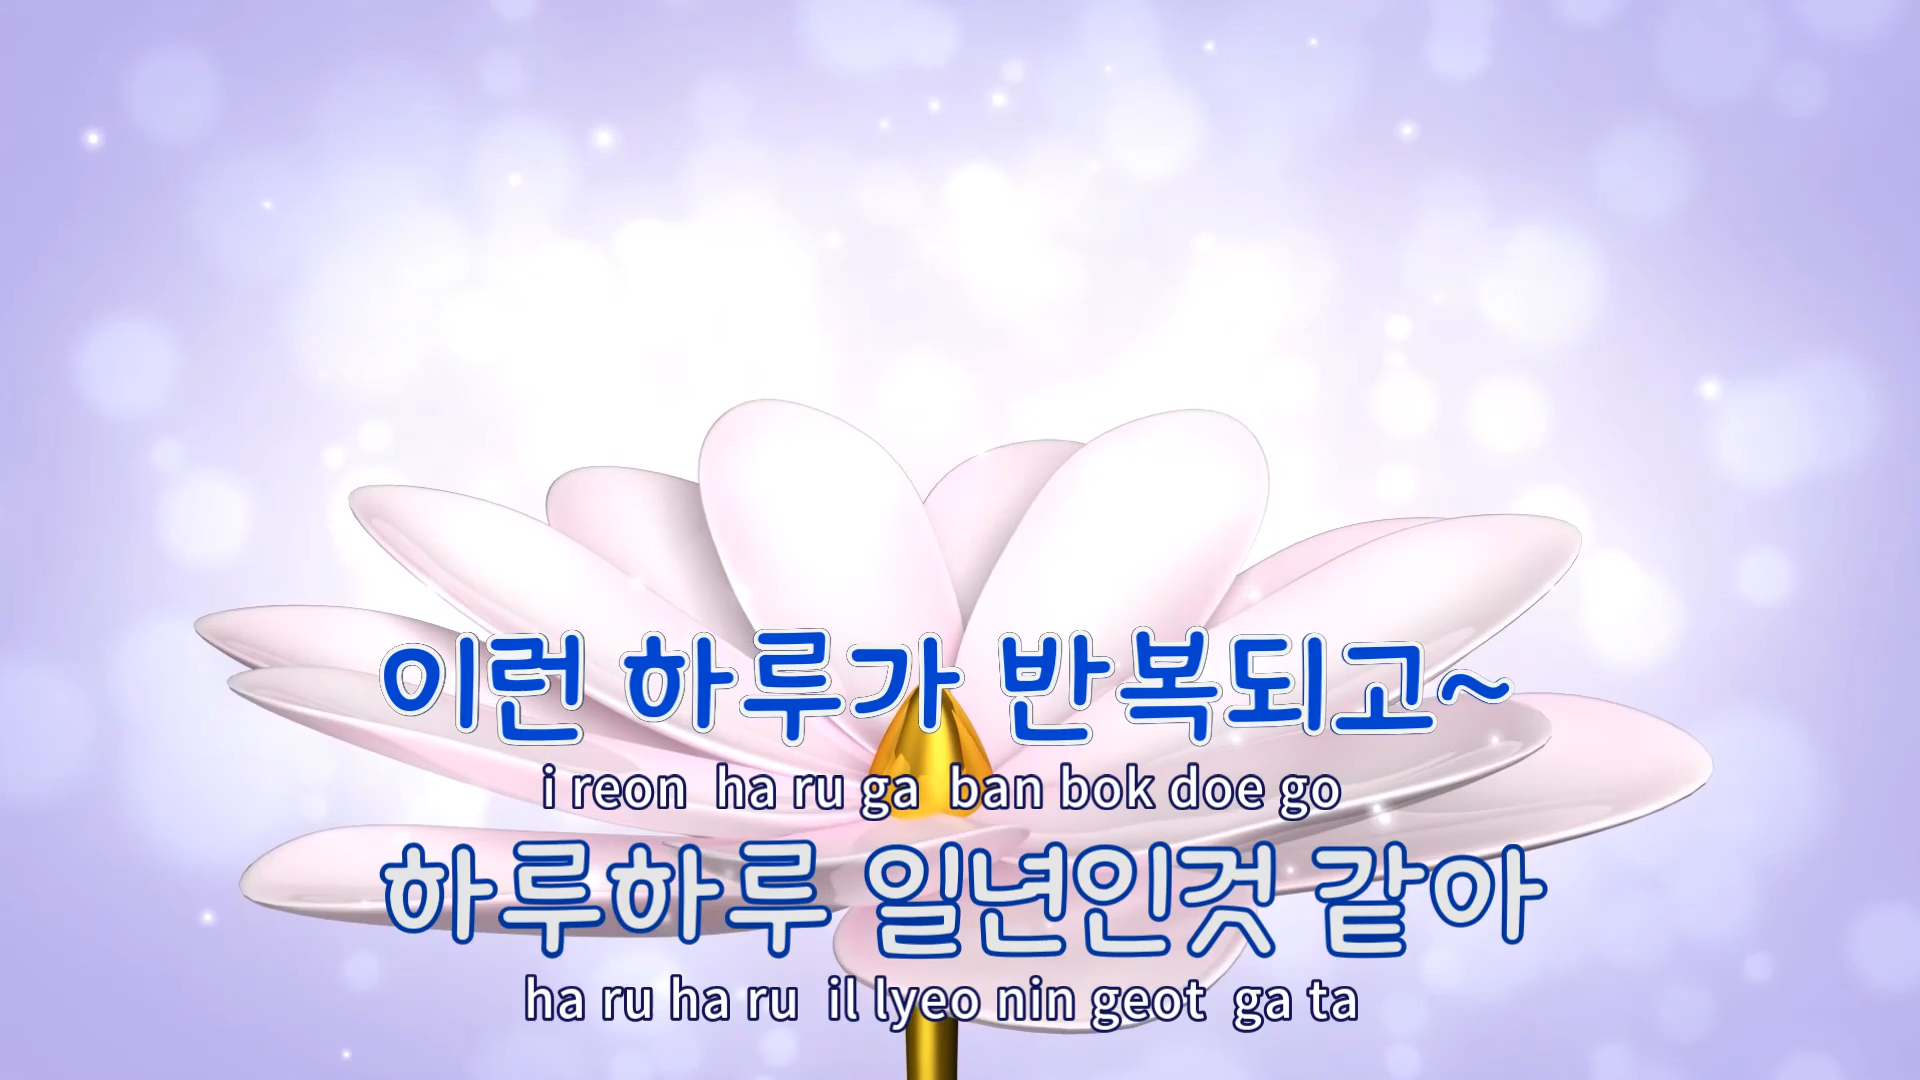 이런 하루가 반복되고~
i reon ha ru ga ban bok doe go
하루하루 일년인것 같아
ha ru ha ru il lyeo nin geot ga ta